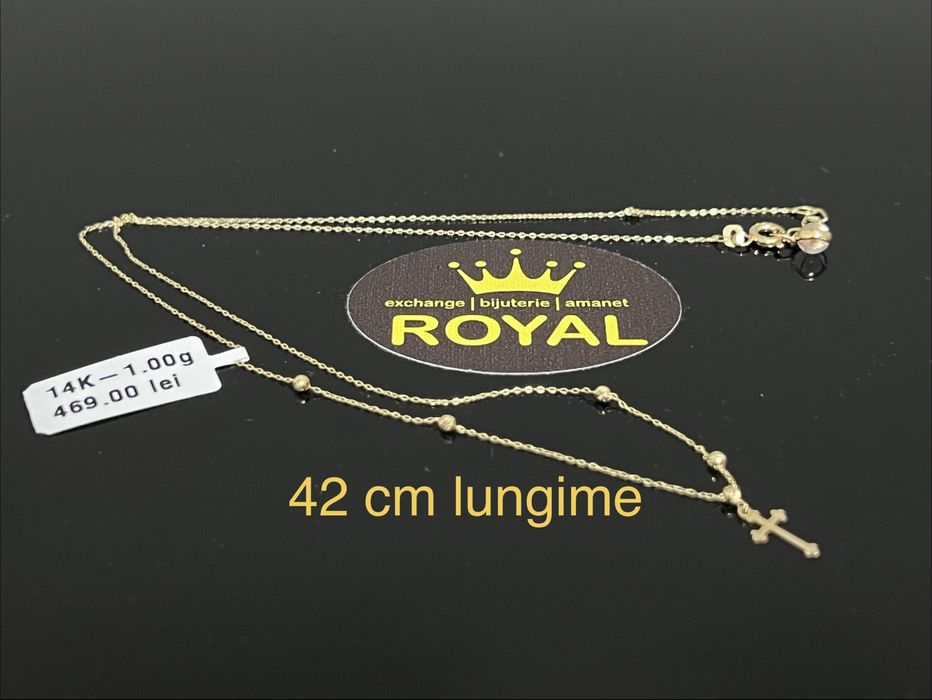 exchange | bijuterie | amanet
ROYAL
14K—1.00g
469.00 lei
42 cm lungime